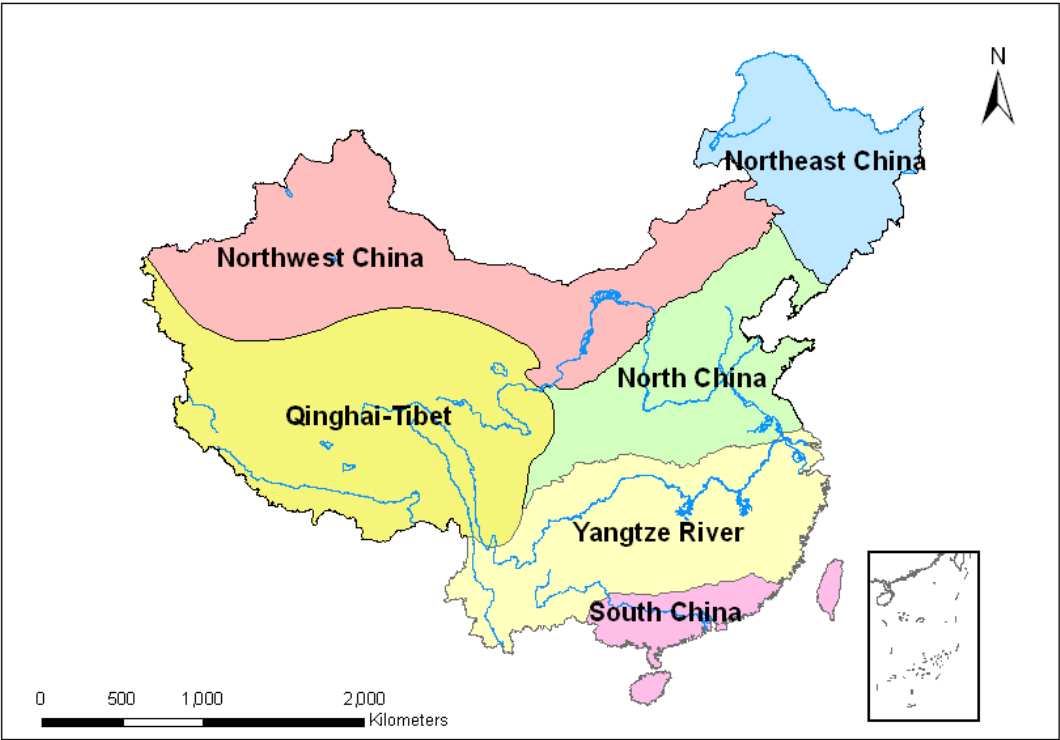 N
Northeast China
Northwest China
North China
Qinghai-Tibet
Yangtze River
South China
0 500 1,000 2,000
Kilometers